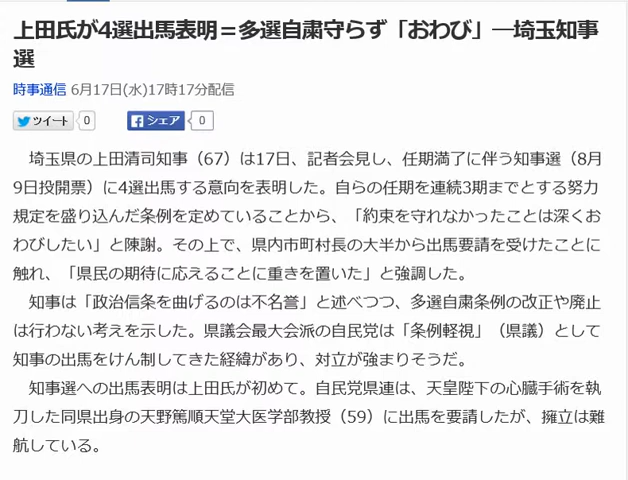 上田氏が4選出馬表明＝多選自粛守らず「おわび」―埼玉知事
選
時事通信 6月17日(水)17時17分配信
ツイート 0 シェア 0
埼玉県の上田清司知事（67）は17日、記者会見し、任期満了に伴う知事選（8月
9日投開票）に4選出馬する意向を表明した。自らの任期を連続3期までとする努力
規定を盛り込んだ条例を定めていることから、「約束を守れなかったことは深くお
わびしたい」と陳謝。その上で、県内市町村長の大半から出馬要請を受けたことに
触れ、「県民の期待に応えることに重きを置いた」と強調した。
知事は「政治信条を曲げるのは不名誉」と述べつつ、多選自粛条例の改正や廃止
は行わない考えを示した。県議会最大会派の自民党は「条例軽視」（県議）として
知事の出馬をけん制してきた経緯があり、対立が強まりそうだ。
知事選への出馬表明は上田氏が初めて。自民党県連は、天皇陛下の心臓手術を執
刀した同県出身の天野篤順天堂大医学部教授（59）に出馬を要請したが、擁立は難
航している。